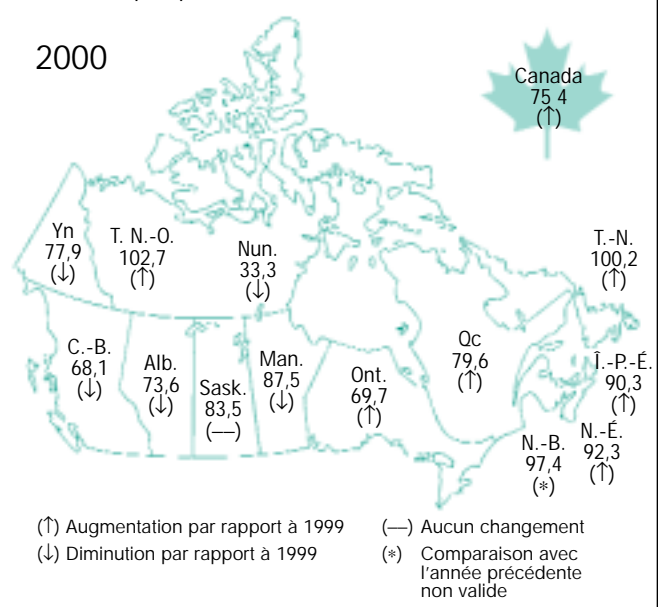 2000
Canada
75 4
(↑)
Yn
77,9
(↓)
T. N.-O.
102,7
(↑)
Nun.
33,3
(↓)
T.-N.
100,2
(↑)
C.-B.
68,1
(↓)
Alb.
73,6
(↓)
Sask.
83,5
(—)
Man.
87,5
(↓)
Ont.
69,7
(↑)
Qc
79,6
(↑)
Î.-P.-É.
90,3
(↑)
N.-B.
97,4
(*)
N.-É.
92,3
(↑)
(↑) Augmentation par rapport à 1999
(↓) Diminution par rapport à 1999
(—) Aucun changement
(*) Comparaison avec
l'année précédente
non valide